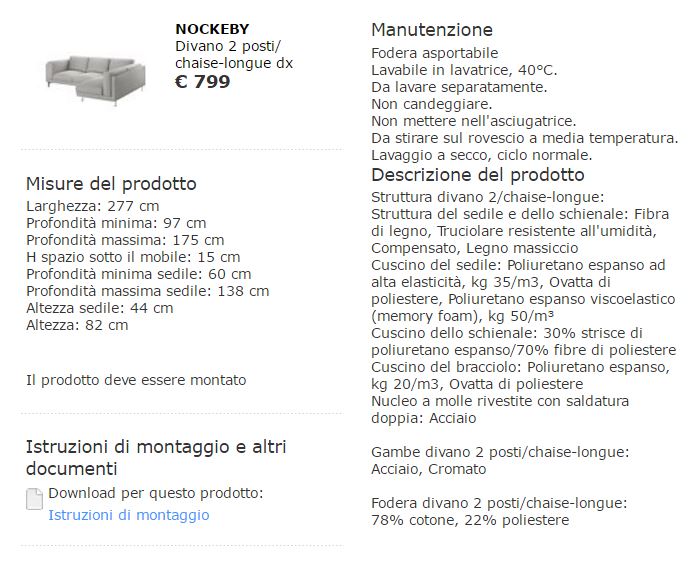 NOCKEBY
Divano 2 posti/
chaise-longue dx
€ 799
Misure del prodotto
Larghezza: 277 cm
Profondità minima: 97 cm
Profondità massima: 175 cm
H spazio sotto il mobile: 15 cm
Profondità minima sedile: 60 cm
Profondità massima sedile: 138 cm
Altezza sedile: 44 cm
Altezza: 82 cm
Il prodotto deve essere montato
Istruzioni di montaggio e altri
documenti
Download per questo prodotto:
Istruzioni di montaggio
Manutenzione
Fodera asportabile
Lavabile in lavatrice, 40°C.
Da lavare separatamente.
Non candeggiare.
Non mettere nell'asciugatrice.
Da stirare sul rovescio a media temperatura.
Lavaggio a secco, ciclo normale.
Descrizione del prodotto
Struttura divano 2/chaise-longue:
Struttura del sedile e dello schienale: Fibra
di legno, Truciolare resistente all'umidità,
Compensato, Legno massiccio
Cuscino del sedile: Poliuretano espanso ad
alta elasticità, kg 35/m3, Ovatta di
poliestere, Poliuretano espanso viscoelastico
(memory foam), kg 50/m³
Cuscino dello schienale: 30% strisce di
poliuretano espanso/70% fibre di poliestere
Cuscino del bracciolo: Poliuretano espanso,
kg 20/m3, Ovatta di poliestere
Nucleo a molle rivestite con saldatura
doppia: Acciaio
Gambe divano 2 posti/chaise-longue:
Acciaio, Cromato
Fodera divano 2 posti/chaise-longue:
78% cotone, 22% poliestere